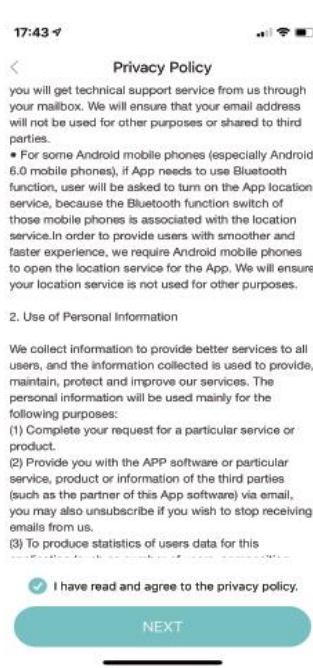 17:43
Privacy Policy
you will get technical support service from us through
your mailbox. We will ensure that your email address
will not be used for other purposes or shared to third
parties.
• For some Android mobile phones (especially Android
6.0 mobile phones), if App needs to use Bluetooth
function, user will be asked to turn on the App location
service, because the Bluetooth function switch of
those mobile phones is associated with the location
service.In order to provide users with smoother and
faster experience, we require Android mobile phones
to open the location service for the App. We will ensure
your location service is not used for other purposes.
2. Use of Personal Information
We collect information to provide better services to all
users, and the information collected is used to provide,
maintain, protect and improve our services. The
personal information will be used mainly for the
following purposes:
(1) Complete your request for a particular service or
product.
(2) Provide you with the APP software or particular
service, product or information of the third parties
(such as the partner of this App software) via email,
you may also unsubscribe if you wish to stop receiving
emails from us.
(3) To produce statistics of users data for this
I have read and agree to the privacy policy.
NEXT